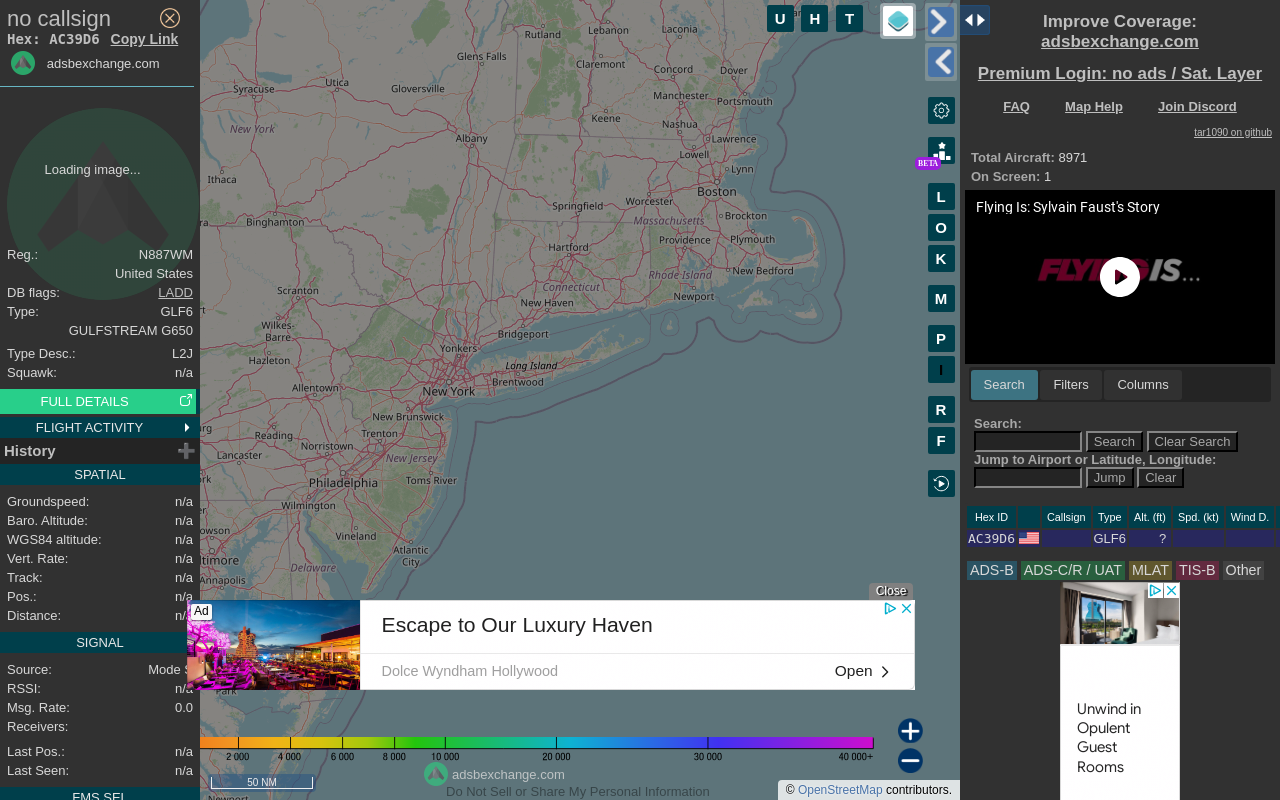 no callsign
Hex: AC39D6 Copy Link
adsbexchange.com
Loading image...
Reg.: N887WM
United States
DB flags: LADD
Type: GLF6
GULFSTREAM G650
Type Desc.: L2J
Squawk: n/a
FULL DETAILS
FLIGHT ACTIVITY
History
SPATIAL
Groundspeed: n/a
Baro. Altitude: n/a
WGS84 altitude: n/a
Vert. Rate: n/a
Track: n/a
Pos.: n/a
Distance:
SIGNAL
Source: Mode
RSSI: n/a
Msg. Rate: 0.0
Receivers:
Last Pos.: n/a
Last Seen: n/a
FMS SEL
U H T
BETA
L
O
K
M
P
I
R
F
Rutland
Lebanon
Laconia
Glens Falls
Claremont
Concord
Dover
Utica
Syracuse
Gloversville
Manchester
Portsmouth
Keene
New York
Nashua
Albany
Lawrence
Lowell
Lynn
Ithaca
Boston
Springfield
Worcester
Binghamton
Massachusetts
Brockton
Hartford
Providence
Plymouth
New Bedford
Rhode Island
Scranton
Connecticut
Newport
New Haven
Wilkes-
Barre
Bridgeport
Yonkers
Hazleton
Long Island
Allentown
New York
Brentwood
New Brunswick
Reading
Trenton
Norristown
Lancaster
New Jersey
Philadelphia
Toms River
Wilmington
Vineland
Atlantic
City
Delaware
Annapolis
Close
Ad
Escape to Our Luxury Haven
Dolce Wyndham Hollywood
Open
2 000 4 000 6 000 8 000 10 000 20 000 30 000 40 000+
50 NM
adsbexchange.com
Do Not Sell or Share My Personal Information
© OpenStreetMap contributors.
Improve Coverage:
adsbexchange.com
Premium Login: no ads / Sat. Layer
FAQ Map Help Join Discord
tar1090 on github
Total Aircraft: 8971
On Screen: 1
Flying Is: Sylvain Faust's Story
FLYING IS...
Search Filters Columns
Search:
Search Clear Search
Jump to Airport or Latitude, Longitude:
Jump Clear
Hex ID Callsign Type Alt. (ft) Spd. (kt) Wind D.
AC39D6 GLF6 ?
ADS-B ADS-C/R / UAT MLAT TIS-B Other
Unwind in
Opulent
Guest
Rooms